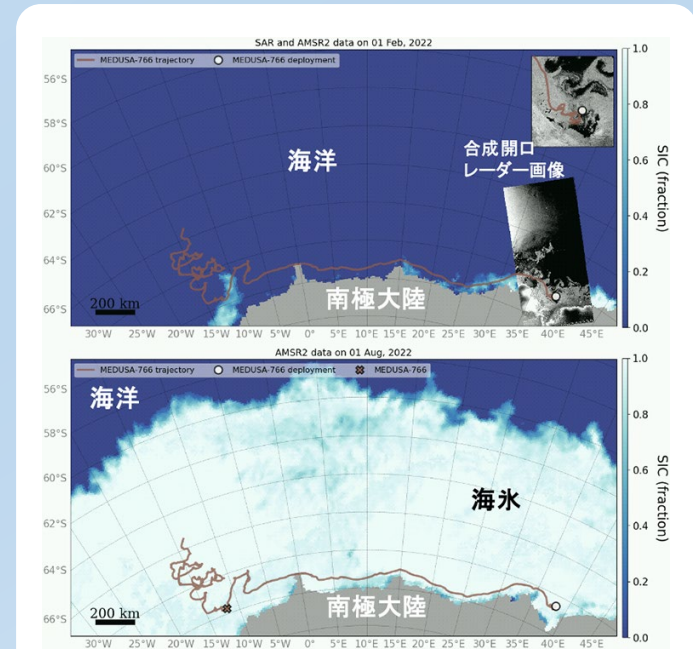 SAR and AMSR2 data on 01 Feb, 2022
MEDUSA-766 trajectory
MEDUSA-766 deployment
56°S
58°S
60°S
62°S
64°S
66°S
海洋
合成開口
レーダー画像
南極大陸
200 km
30°W 25°W 20°W 15°W 10°W 5°W 0° 5°E 10°E 15°E 20°E 25°E 30°E 35°E 40°E 45°E
1.0
0.8
0.6
0.4
0.2
0.0
SIC (fraction)
AMSR2 data on 01 Aug, 2022
MEDUSA-766 trajectory
MEDUSA-766 deployment
MEDUSA-766
56°S
58°S
60°S
62°S
64°S
66°S
海洋
海氷
南極大陸
200 km
30°W 25°W 20°W 15°W 10°W 5°W 0° 5°E 10°E 15°E 20°E 25°E 30°E 35°E 40°E 45°E
1.0
0.8
0.6
0.4
0.2
0.0
SIC (fraction)